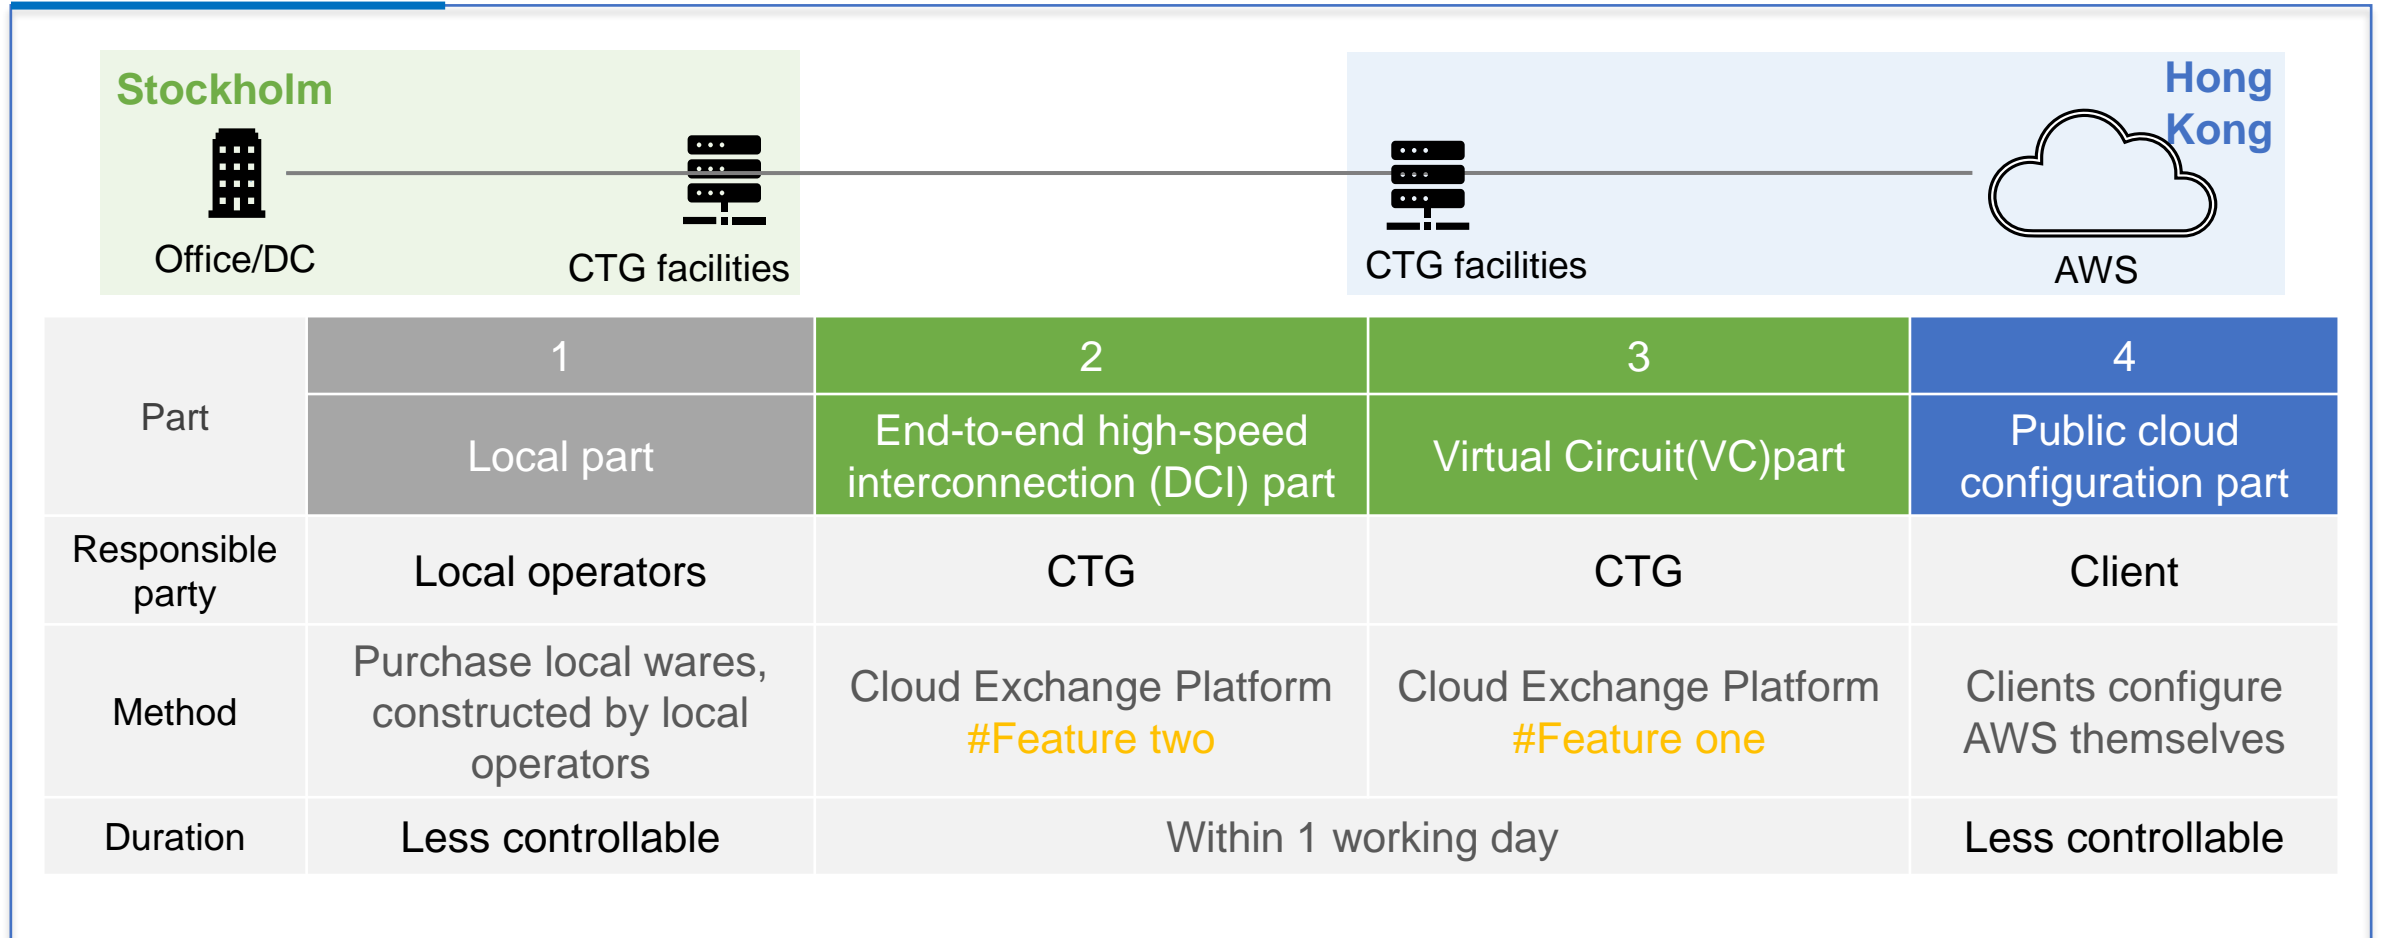 Stockholm
Hong
Kong
Office/DC
CTG facilities
CTG facilities
AWS
Part
1
2
3
4
Local part
End-to-end high-speed
interconnection (DCI) part
Virtual Circuit(VC)part
Public cloud
configuration part
Responsible
party
Local operators
CTG
CTG
Client
Method
Purchase local wares,
constructed by local
operators
Cloud Exchange Platform
#Feature two
Cloud Exchange Platform
#Feature one
Clients configure
AWS themselves
Duration
Less controllable
Within 1 working day
Less controllable